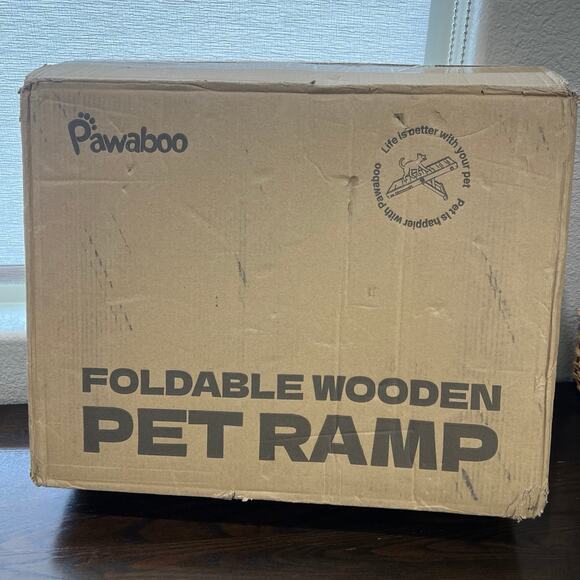 Pawaboo
Life is better with your pet
Pet is happier with Pawaboo
FOLDABLE WOODEN
PET RAMP